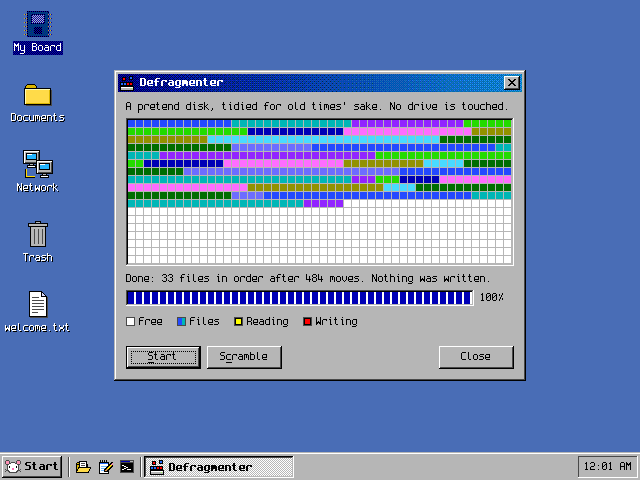 My Board
Documents
Network
Trash
welcome.txt
Defragmenter
A pretend disk, tidied for old times' sake. No drive is touched.
Done: 33 files in order after 484 moves. Nothing was written.
100%
Free Files Reading Writing
Start Scramble Close
Start Defragmenter 12:01 AM